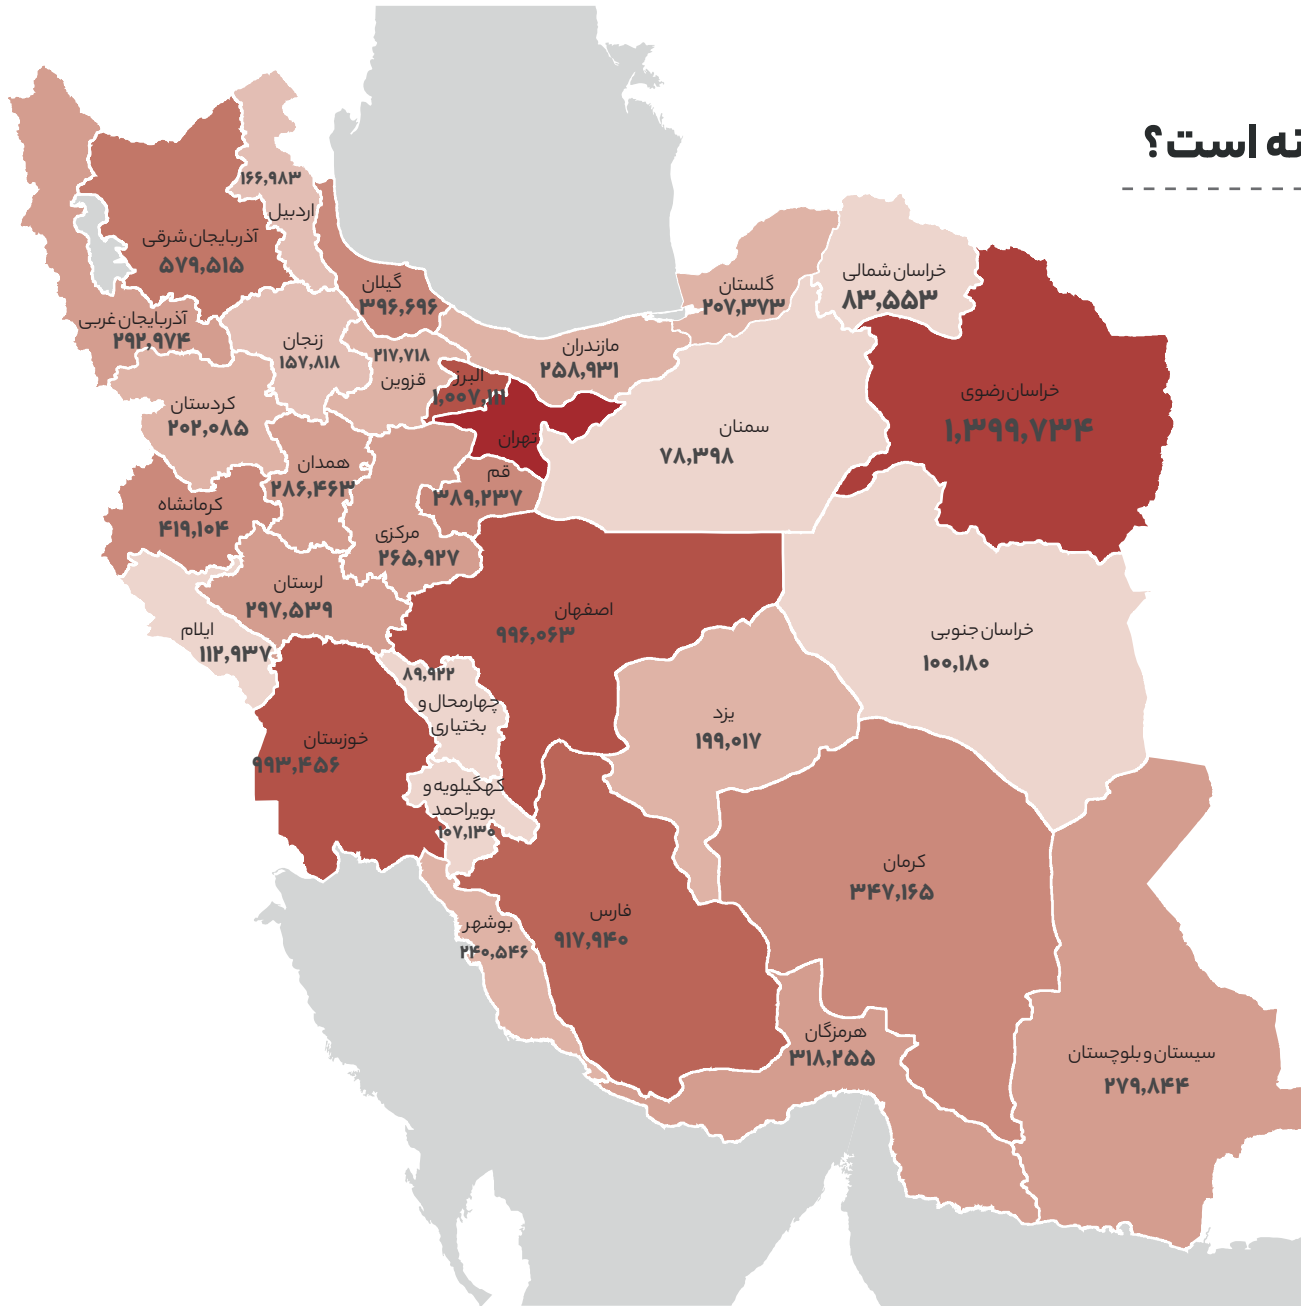 ته است؟
۱۶۶,۹۸۳
اردبیل
آذربایجان شرقی
۵۷۹,۵۱۵
گیلان
۳۹۶,۶۹۶
گلستان
۲۰۷,۳۷۳
خراسان شمالی
۸۳,۵۵۳
آذربایجان غربی
۲۹۲,۹۷۴
زنجان
۱۵۷,۸۱۸
۲۱۷,۷۱۸
قزوین
مازندران
۲۵۸,۹۳۱
البرز
۱,۰۰۷,۱۱۱
خراسان رضوی
۱,۳۹۹,۷۳۴
کردستان
۲۰۲,۰۸۵
تهران
سمنان
۷۸,۳۹۸
همدان
۲۸۶,۴۶۳
قم
۳۸۹,۲۳۷
کرمانشاه
۴۱۹,۱۰۴
مرکزی
۲۶۵,۹۲۷
لرستان
۲۹۷,۵۳۹
اصفهان
۹۹۶,۰۶۳
ایلام
۱۱۲,۹۳۷
خراسان جنوبی
۱۰۰,۱۸۰
۸۹,۹۲۲
چهارمحال و
بختیاری
یزد
۱۹۹,۰۱۷
خوزستان
۹۹۳,۴۵۶
کهگیلویه و
بویراحمد
۱۰۷,۱۳۰
کرمان
۳۴۷,۱۶۵
فارس
۹۱۷,۹۴۰
بوشهر
۲۴۰,۵۴۶
هرمزگان
۳۱۸,۲۵۵
سیستان و بلوچستان
۲۷۹,۸۴۴